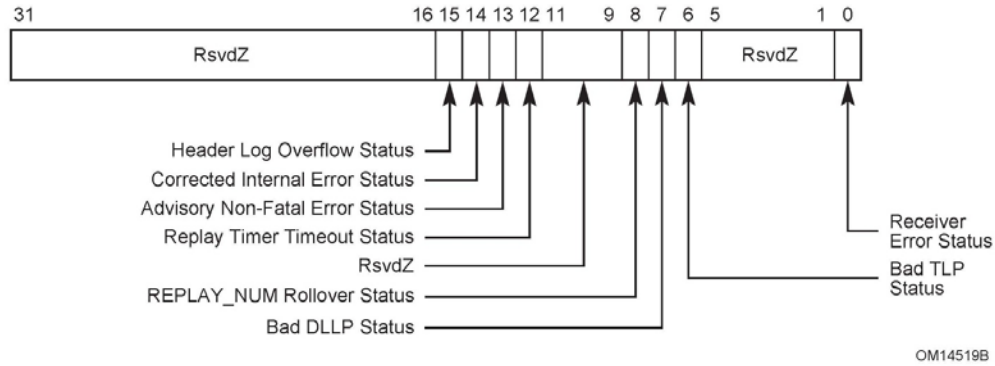 31 16 15 14 13 12 11 9 8 7 6 5 1 0
RsvdZ RsvdZ
Header Log Overflow Status
Corrected Internal Error Status
Advisory Non-Fatal Error Status
Replay Timer Timeout Status
RsvdZ
REPLAY_NUM Rollover Status
Bad DLLP Status
Receiver
Error Status
Bad TLP
Status
OM14519B